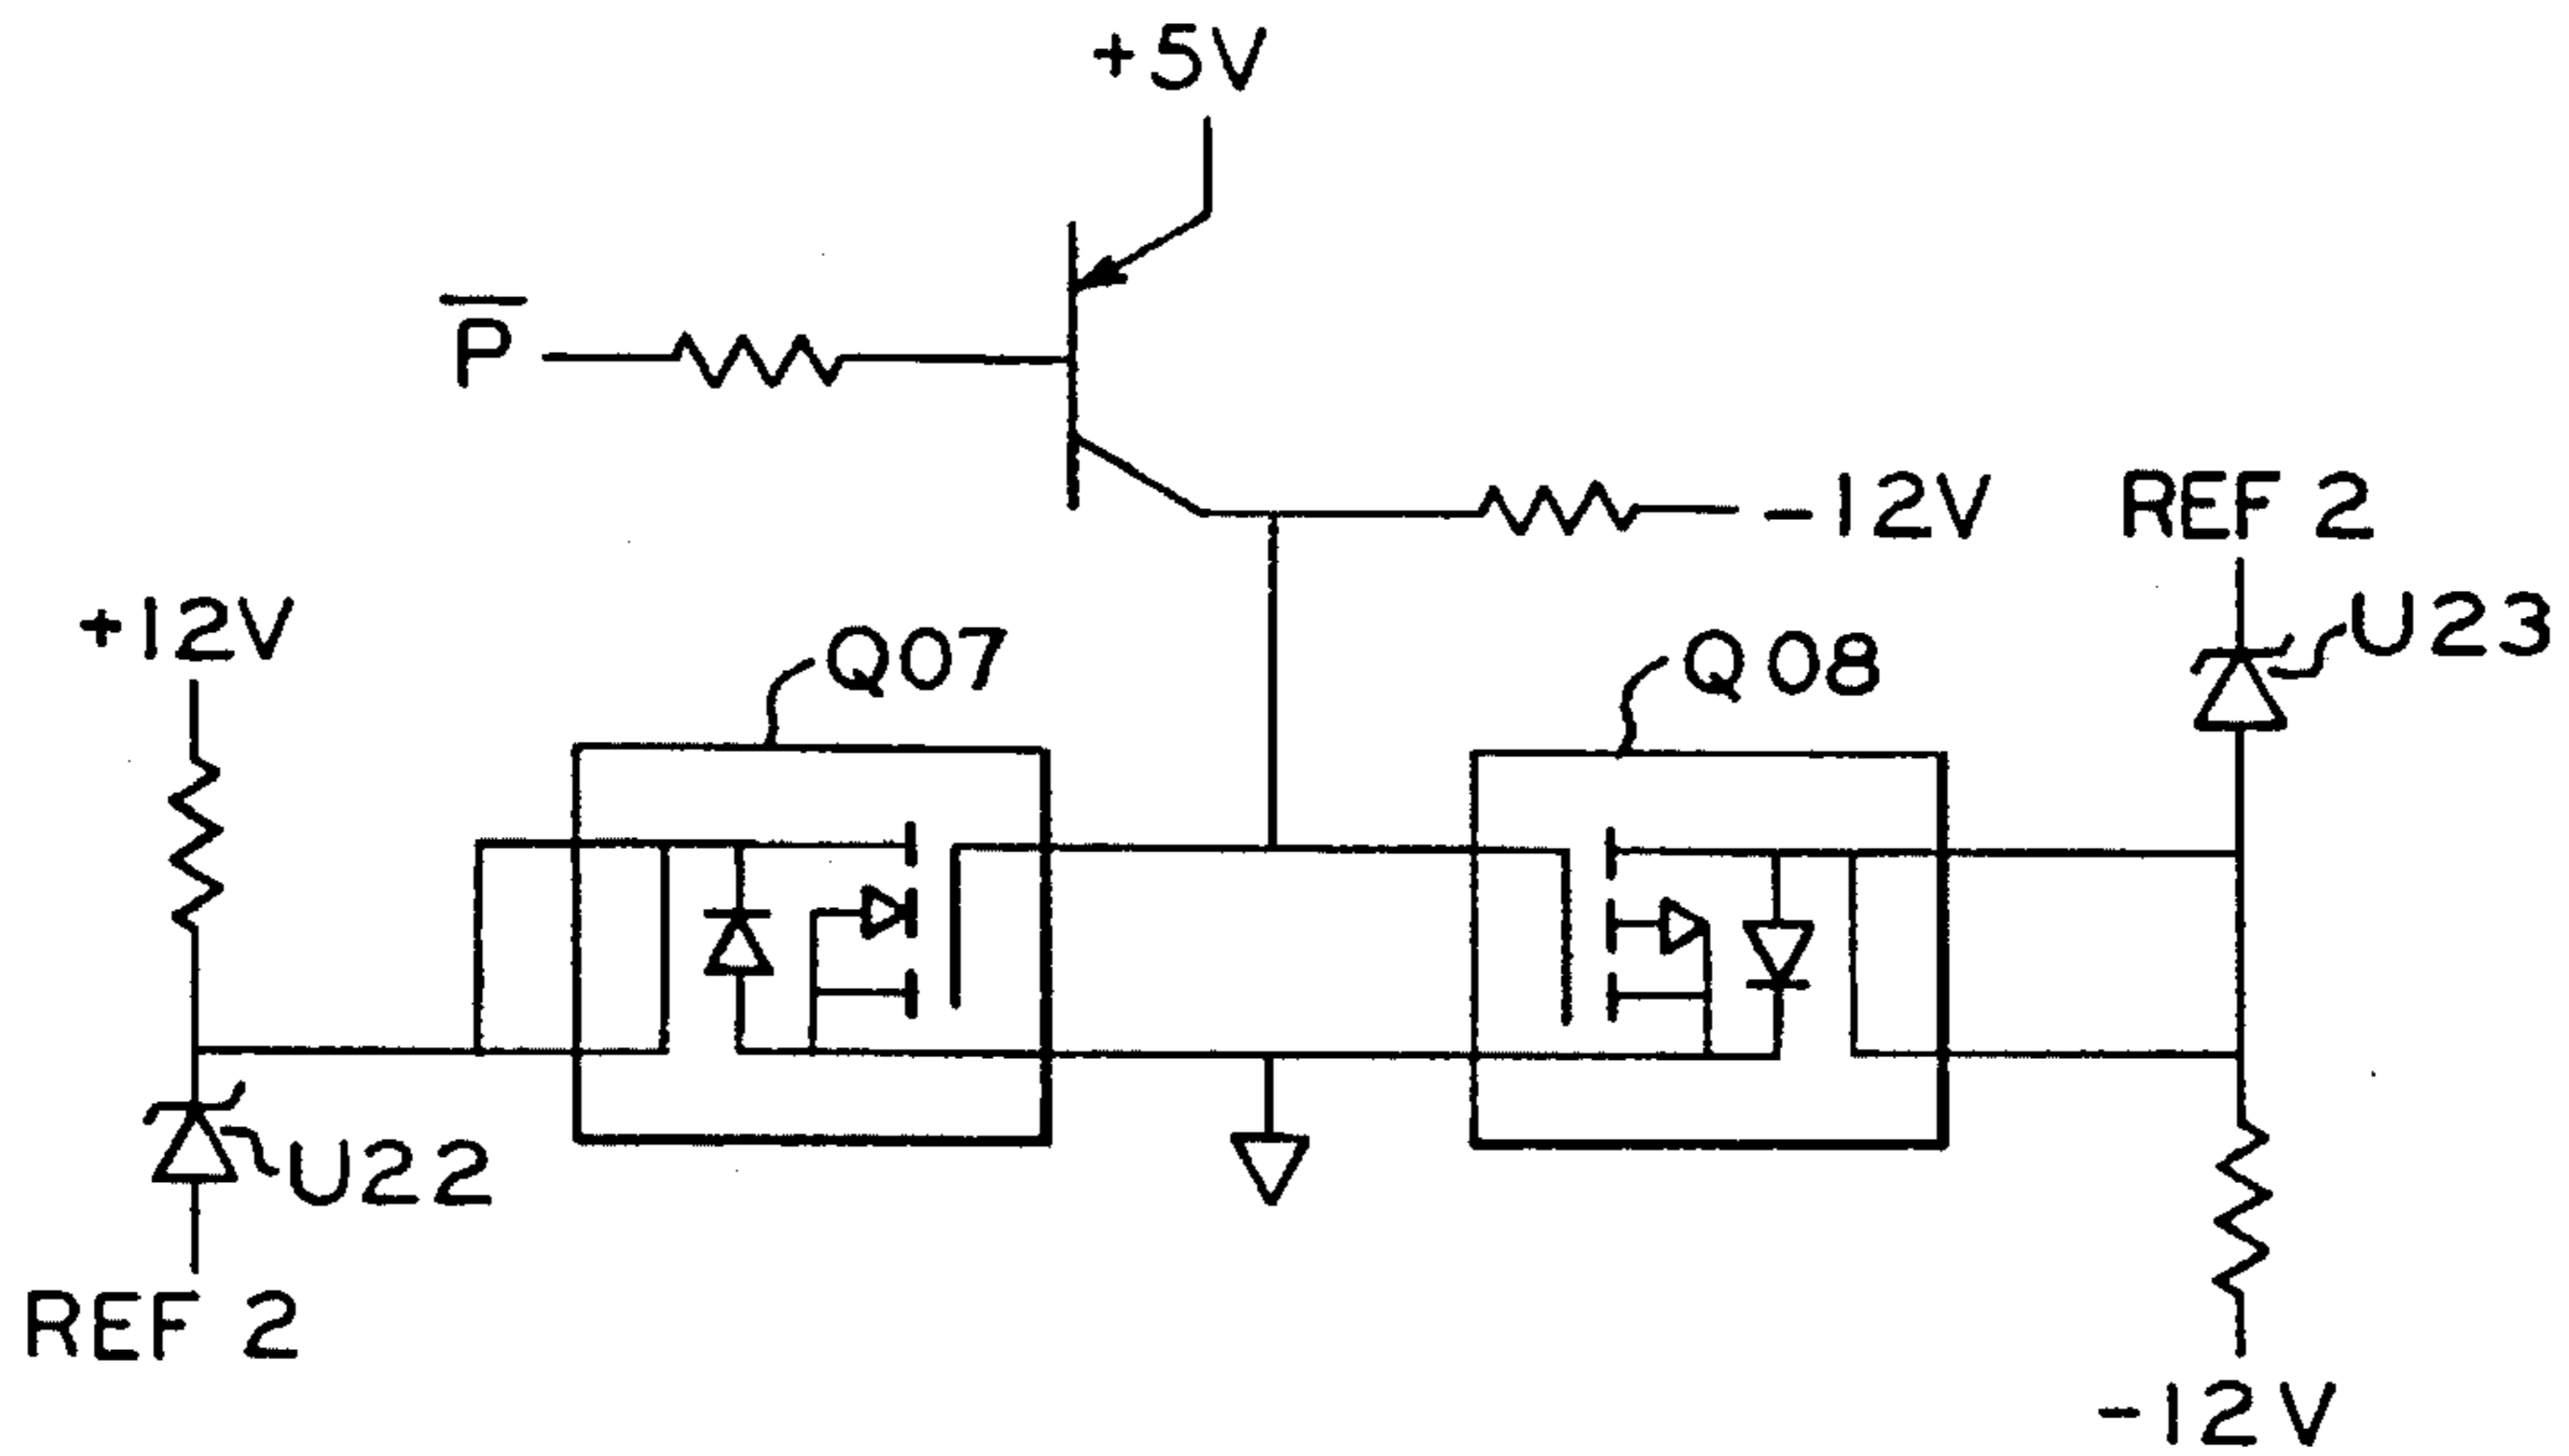 +5V
P̅
-12V
REF 2
U23
+12V
Q07
Q08
U22
REF 2
-12V